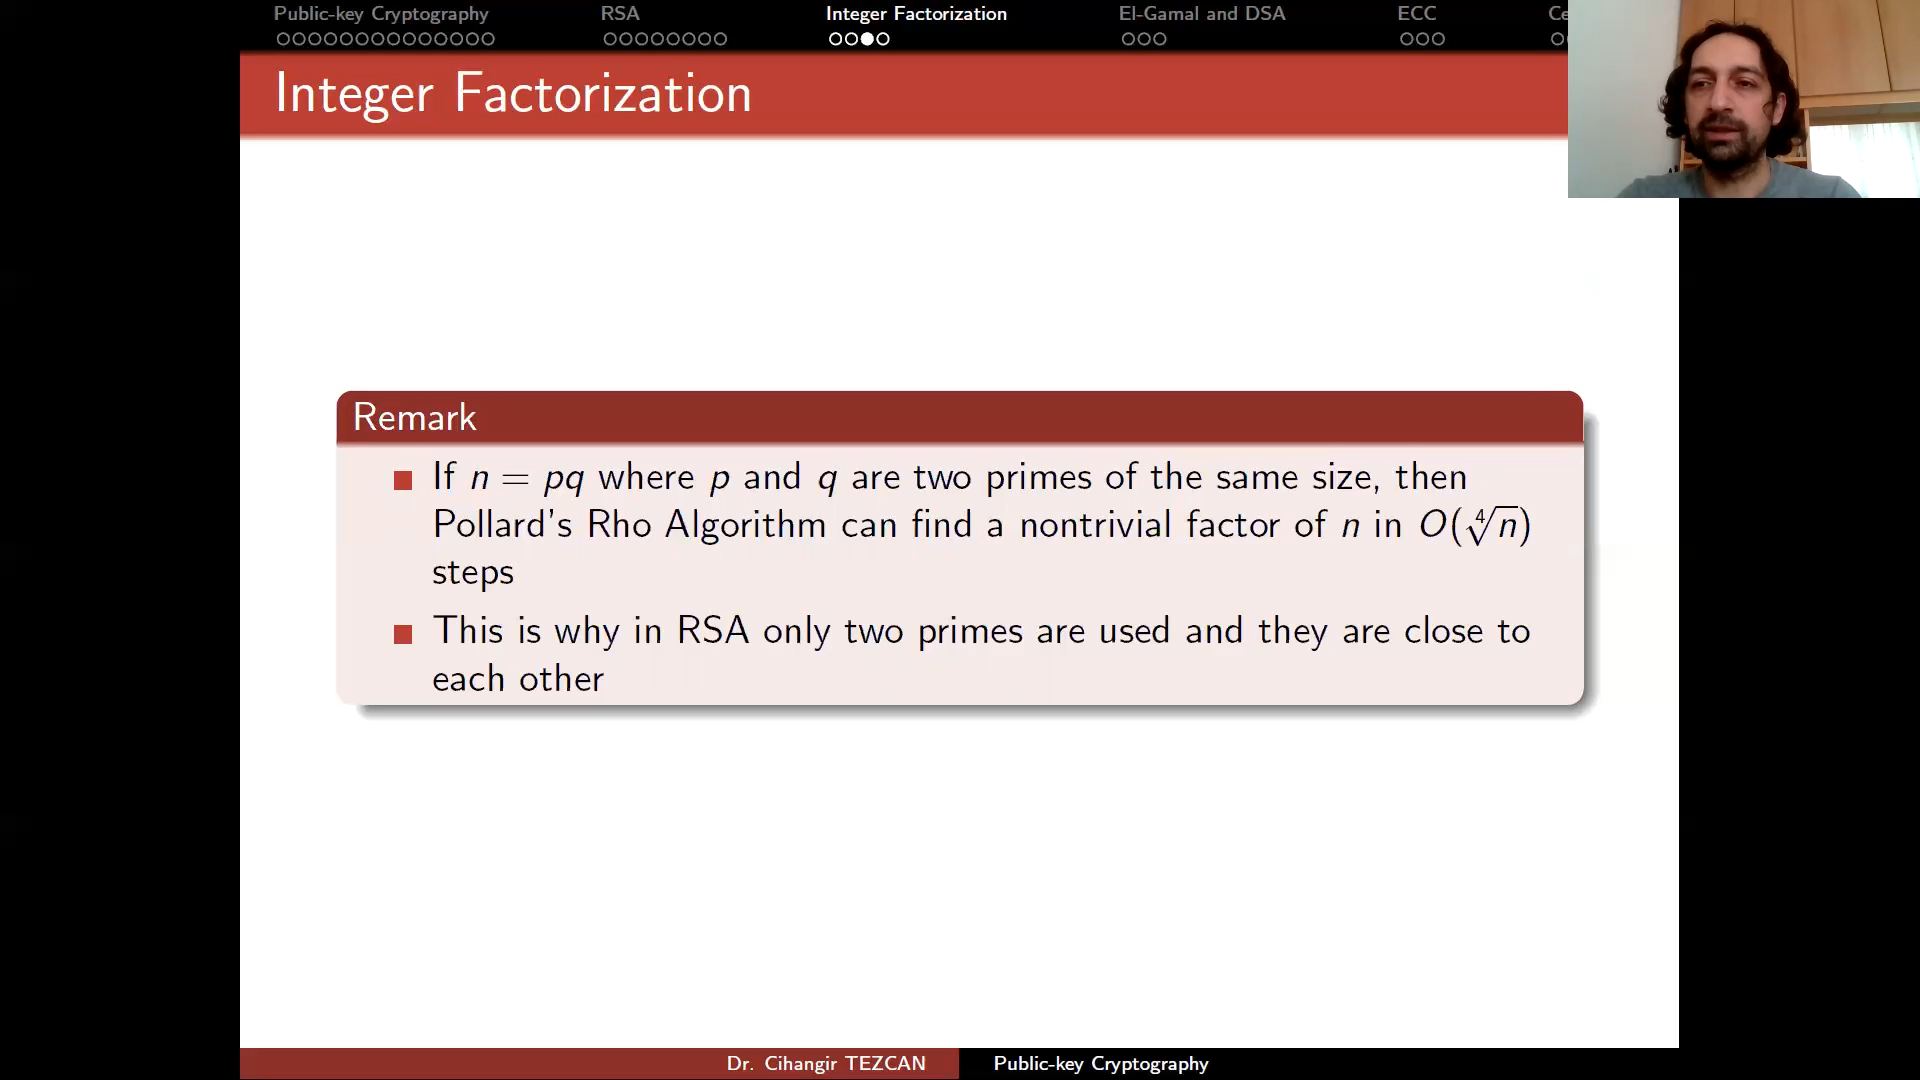 Public-key Cryptography RSA Integer Factorization El-Gamal and DSA ECC
Integer Factorization
Remark
If n = pq where p and q are two primes of the same size, then
Pollard's Rho Algorithm can find a nontrivial factor of n in O(∜n)
steps
This is why in RSA only two primes are used and they are close to
each other
Dr. Cihangir TEZCAN Public-key Cryptography